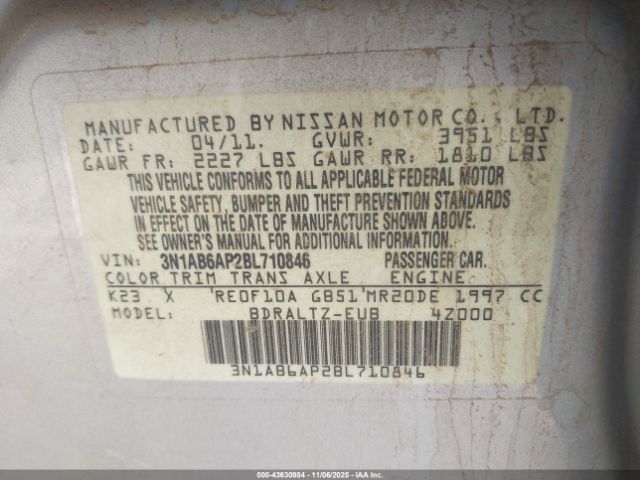 MANUFACTURED BY NISSAN MOTOR CO., LTD.
DATE: 04/11. GVWR: 3951 LBS
GAWR FR: 2227 LBS GAWR RR: 1810 LBS
THIS VEHICLE CONFORMS TO ALL APPLICABLE FEDERAL MOTOR
VEHICLE SAFETY, BUMPER AND THEFT PREVENTION STANDARDS
IN EFFECT ON THE DATE OF MANUFACTURE SHOWN ABOVE.
SEE OWNER'S MANUAL FOR ADDITIONAL INFORMATION.
VIN: 3N1AB6AP2BL710846 PASSENGER CAR.
COLOR TRIM TRANS AXLE ENGINE
K23 X 'RE0F10A GB51'MR20DE 1997 CC
MODEL: BDRALTZ-EUB 4Z000
3N1AB6AP2BL710846
000-43630984 | 11/06/2025 - IAAI.COM